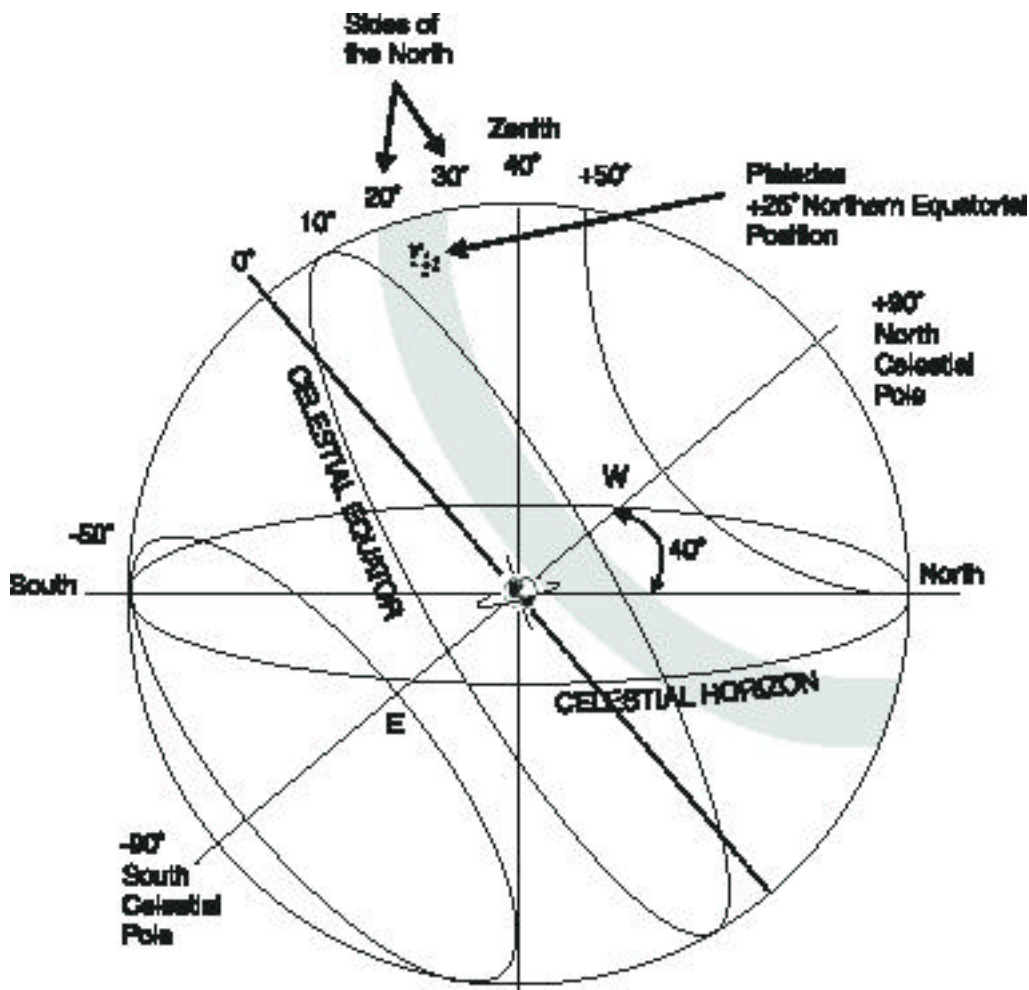 Sides of
the North
Zenith
40°
30°
20°
10°
0°
+50°
Pleiades
+25° Northern Equatorial
Position
+90°
North
Celestial
Pole
CELESTIAL EQUATOR
W
40°
-50°
South
North
CELESTIAL HORIZON
E
-90°
South
Celestial
Pole